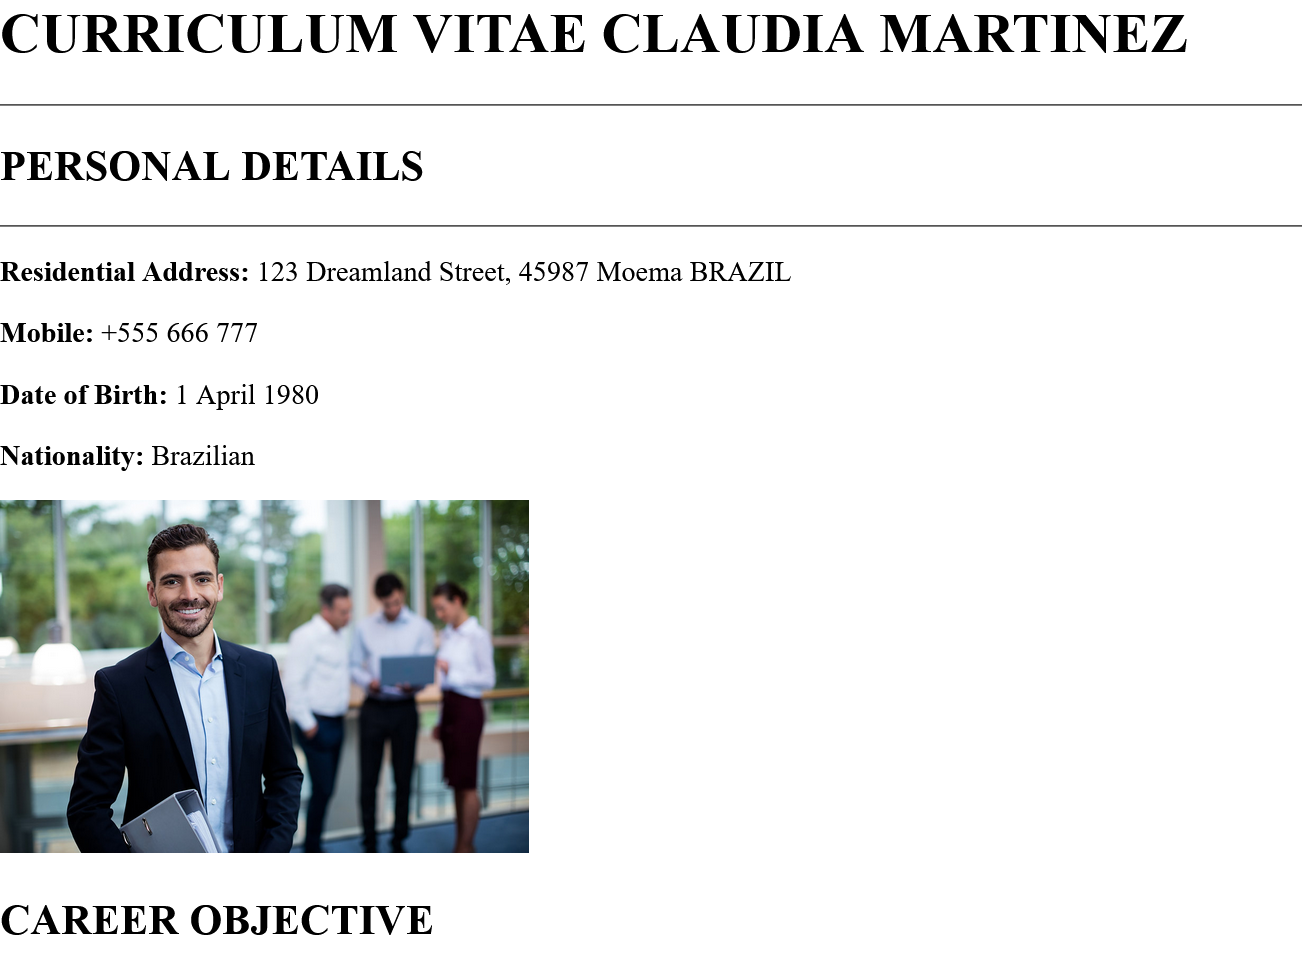 CURRICULUM VITAE CLAUDIA MARTINEZ
PERSONAL DETAILS
Residential Address: 123 Dreamland Street, 45987 Moema BRAZIL
Mobile: +555 666 777
Date of Birth: 1 April 1980
Nationality: Brazilian
CAREER OBJECTIVE